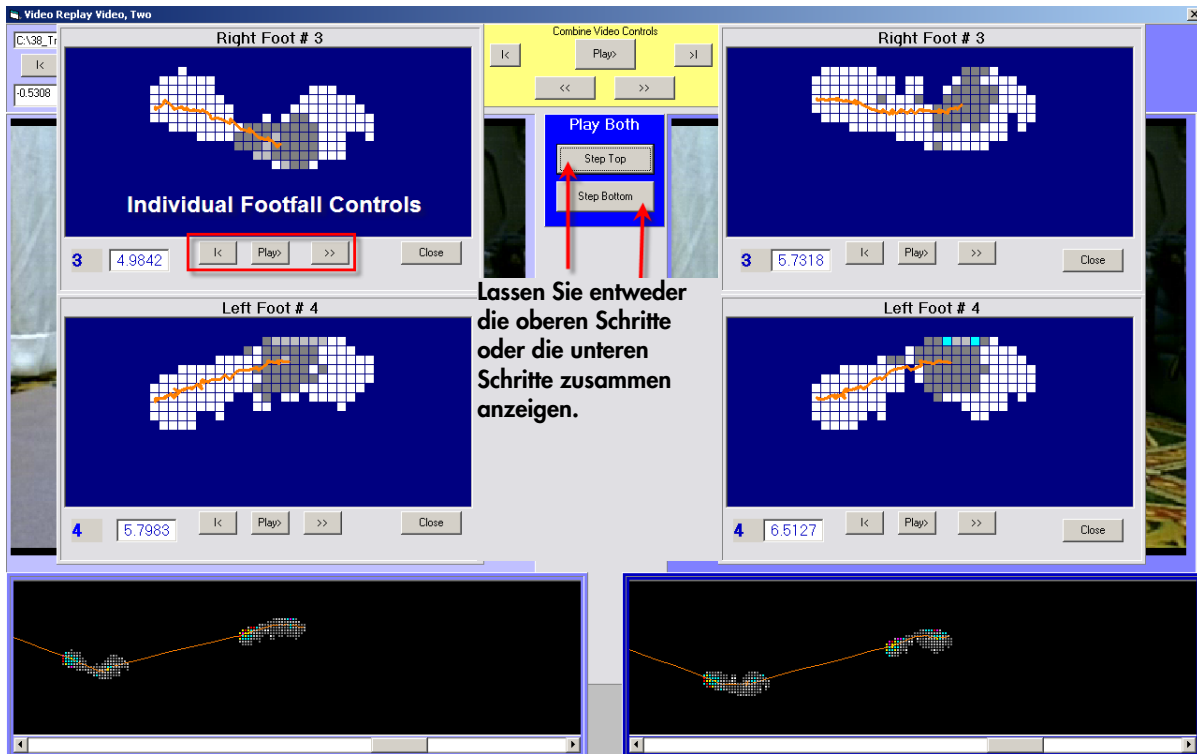 Video Replay Video, Two
C:\38_Tr
|<
-0.5308
Right Foot # 3
Individual Footfall Controls
3 4.9842 |< Play> >> Close
Left Foot # 4
4 5.7983 |< Play> >> Close
Combine Video Controls
|< Play> >|
<< >>
Play Both
Step Top
Step Bottom
Lassen Sie entweder
die oberen Schritte
oder die unteren
Schritte zusammen
anzeigen.
Right Foot # 3
3 5.7318 |< Play> >> Close
Left Foot # 4
4 6.5127 |< Play> >> Close